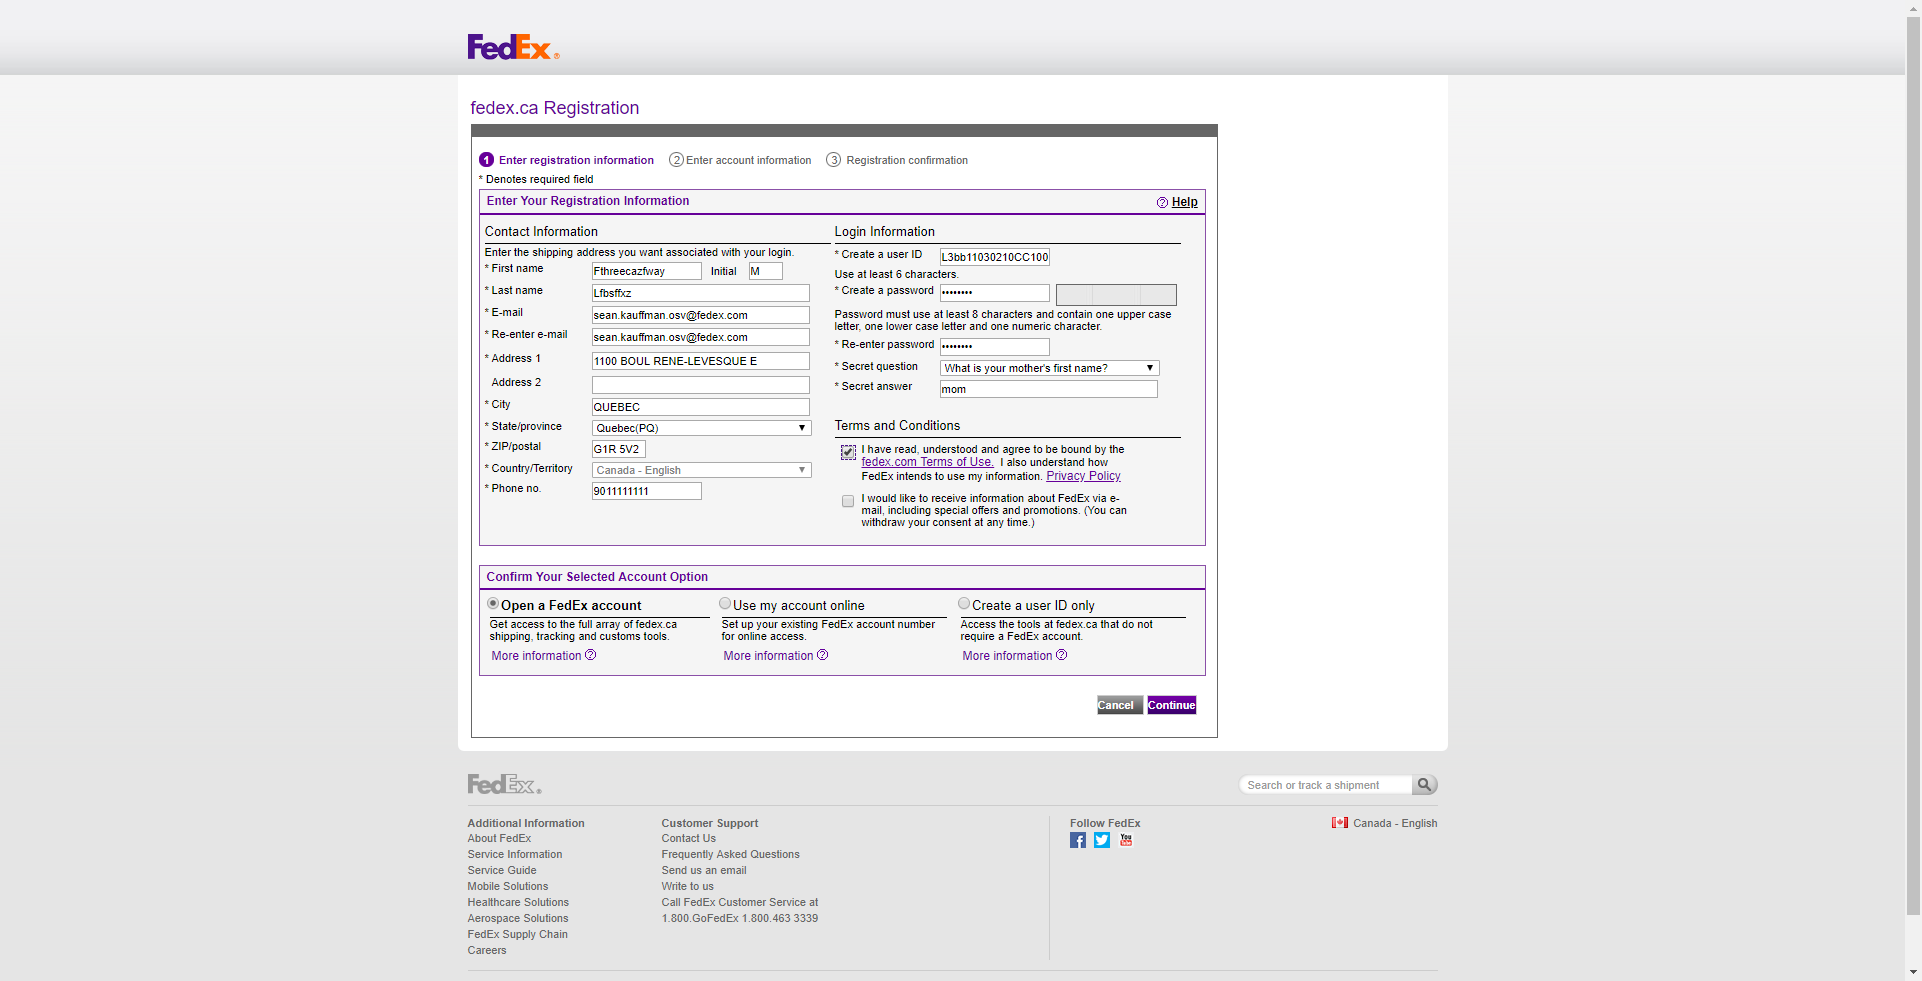 FedEx®
fedex.ca Registration
1 Enter registration information 2 Enter account information 3 Registration confirmation
* Denotes required field
Enter Your Registration Information
? Help
Contact Information
Enter the shipping address you want associated with your login.
* First name Fthreecazfway Initial M
* Last name Lfbsffxz
* E-mail sean.kauffman.osv@fedex.com
* Re-enter e-mail sean.kauffman.osv@fedex.com
* Address 1 1100 BOUL RENE-LEVESQUE E
Address 2
* City QUEBEC
* State/province Quebec(PQ)
* ZIP/postal G1R 5V2
* Country/Territory Canada - English
* Phone no. 9011111111
Login Information
* Create a user ID L3bb11030210CC100
Use at least 6 characters.
* Create a password ••••••••
Password must use at least 8 characters and contain one upper case
letter, one lower case letter and one numeric character.
* Re-enter password ••••••••
* Secret question What is your mother's first name?
* Secret answer mom
Terms and Conditions
I have read, understood and agree to be bound by the
fedex.com Terms of Use. I also understand how
FedEx intends to use my information. Privacy Policy
I would like to receive information about FedEx via e-
mail, including special offers and promotions. (You can
withdraw your consent at any time.)
Confirm Your Selected Account Option
Open a FedEx account
Get access to the full array of fedex.ca
shipping, tracking and customs tools.
More information ?
Use my account online
Set up your existing FedEx account number
for online access.
More information ?
Create a user ID only
Access the tools at fedex.ca that do not
require a FedEx account.
More information ?
Cancel Continue
FedEx®
Search or track a shipment
Additional Information
About FedEx
Service Information
Service Guide
Mobile Solutions
Healthcare Solutions
Aerospace Solutions
FedEx Supply Chain
Careers
Customer Support
Contact Us
Frequently Asked Questions
Send us an email
Write to us
Call FedEx Customer Service at
1.800.GoFedEx 1.800.463 3339
Follow FedEx
f
You
Tube
Canada - English